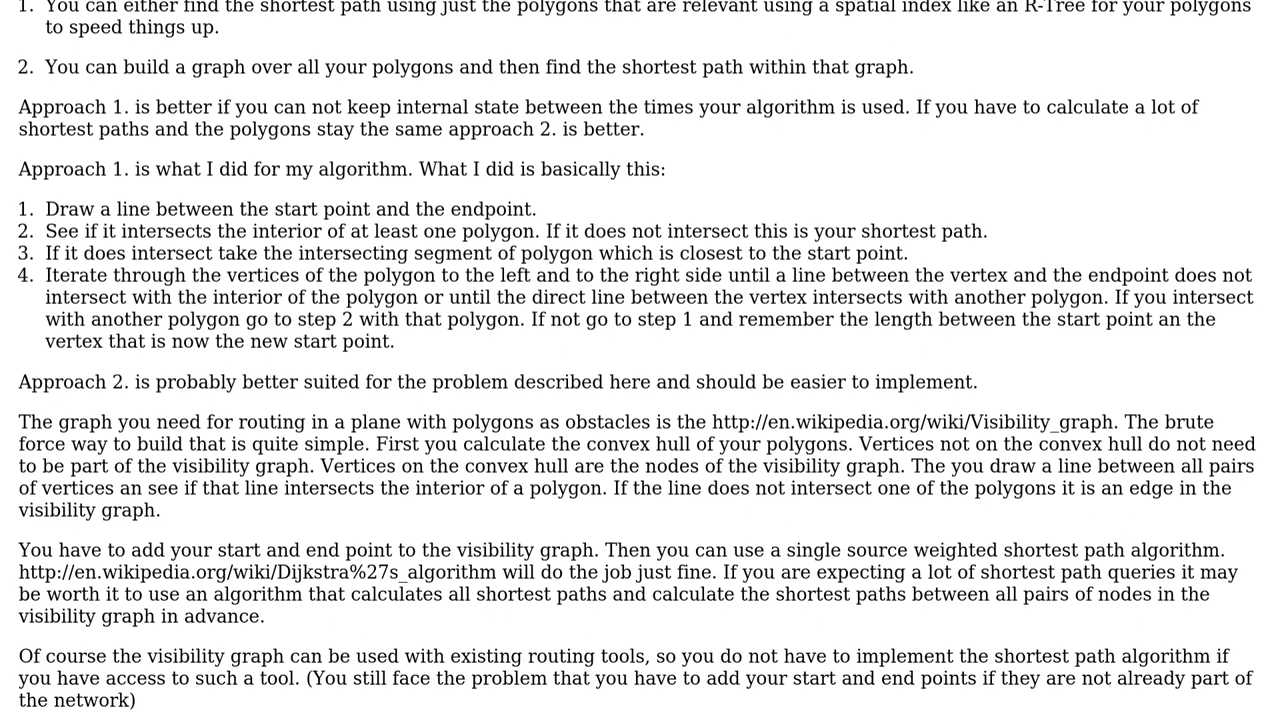 1. You can either find the shortest path using just the polygons that are relevant using a spatial index like an R-Tree for your polygons
to speed things up.
2. You can build a graph over all your polygons and then find the shortest path within that graph.
Approach 1. is better if you can not keep internal state between the times your algorithm is used. If you have to calculate a lot of
shortest paths and the polygons stay the same approach 2. is better.
Approach 1. is what I did for my algorithm. What I did is basically this:
1. Draw a line between the start point and the endpoint.
2. See if it intersects the interior of at least one polygon. If it does not intersect this is your shortest path.
3. If it does intersect take the intersecting segment of polygon which is closest to the start point.
4. Iterate through the vertices of the polygon to the left and to the right side until a line between the vertex and the endpoint does not
intersect with the interior of the polygon or until the direct line between the vertex intersects with another polygon. If you intersect
with another polygon go to step 2 with that polygon. If not go to step 1 and remember the length between the start point an the
vertex that is now the new start point.
Approach 2. is probably better suited for the problem described here and should be easier to implement.
The graph you need for routing in a plane with polygons as obstacles is the http://en.wikipedia.org/wiki/Visibility_graph. The brute
force way to build that is quite simple. First you calculate the convex hull of your polygons. Vertices not on the convex hull do not need
to be part of the visibility graph. Vertices on the convex hull are the nodes of the visibility graph. The you draw a line between all pairs
of vertices an see if that line intersects the interior of a polygon. If the line does not intersect one of the polygons it is an edge in the
visibility graph.
You have to add your start and end point to the visibility graph. Then you can use a single source weighted shortest path algorithm.
http://en.wikipedia.org/wiki/Dijkstra%27s_algorithm will do the job just fine. If you are expecting a lot of shortest path queries it may
be worth it to use an algorithm that calculates all shortest paths and calculate the shortest paths between all pairs of nodes in the
visibility graph in advance.
Of course the visibility graph can be used with existing routing tools, so you do not have to implement the shortest path algorithm if
you have access to such a tool. (You still face the problem that you have to add your start and end points if they are not already part of
the network)